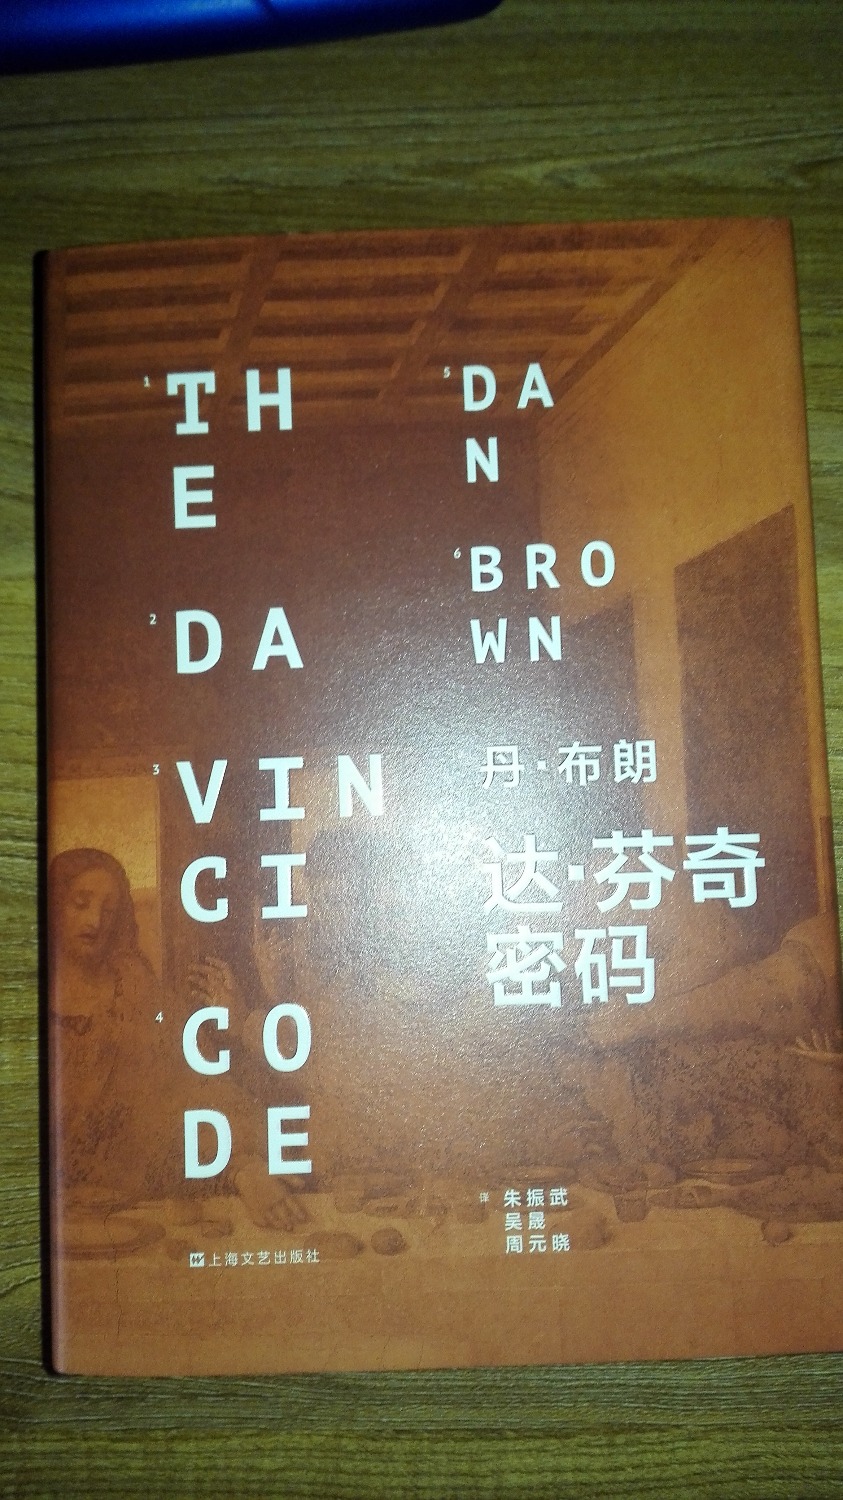 1 TH
E
2 DA
3 VIN
CI
4 CO
DE
5 DA
N
6 BRO
WN
丹·布朗
达·芬奇
密码
译 朱振武
吴晟
周元晓
上海文艺出版社